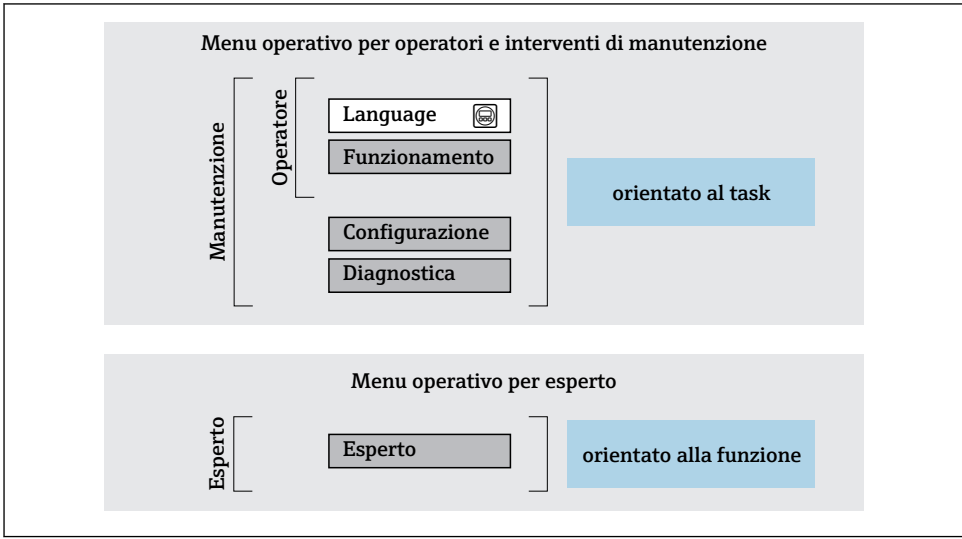 Menu operativo per operatori e interventi di manutenzione
Manutenzione
Operatore
Language
Funzionamento
Configurazione
Diagnostica
orientato al task
Menu operativo per esperto
Esperto
Esperto
orientato alla funzione